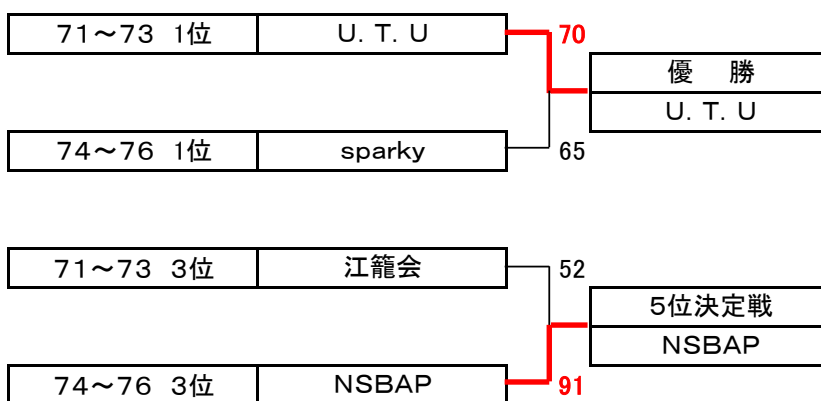 71～73 1位 U.T.U 70
優 勝
U.T.U
74～76 1位 sparky 65
71～73 3位 江籠会 52
5位決定戦
NSBAP
74～76 3位 NSBAP 91